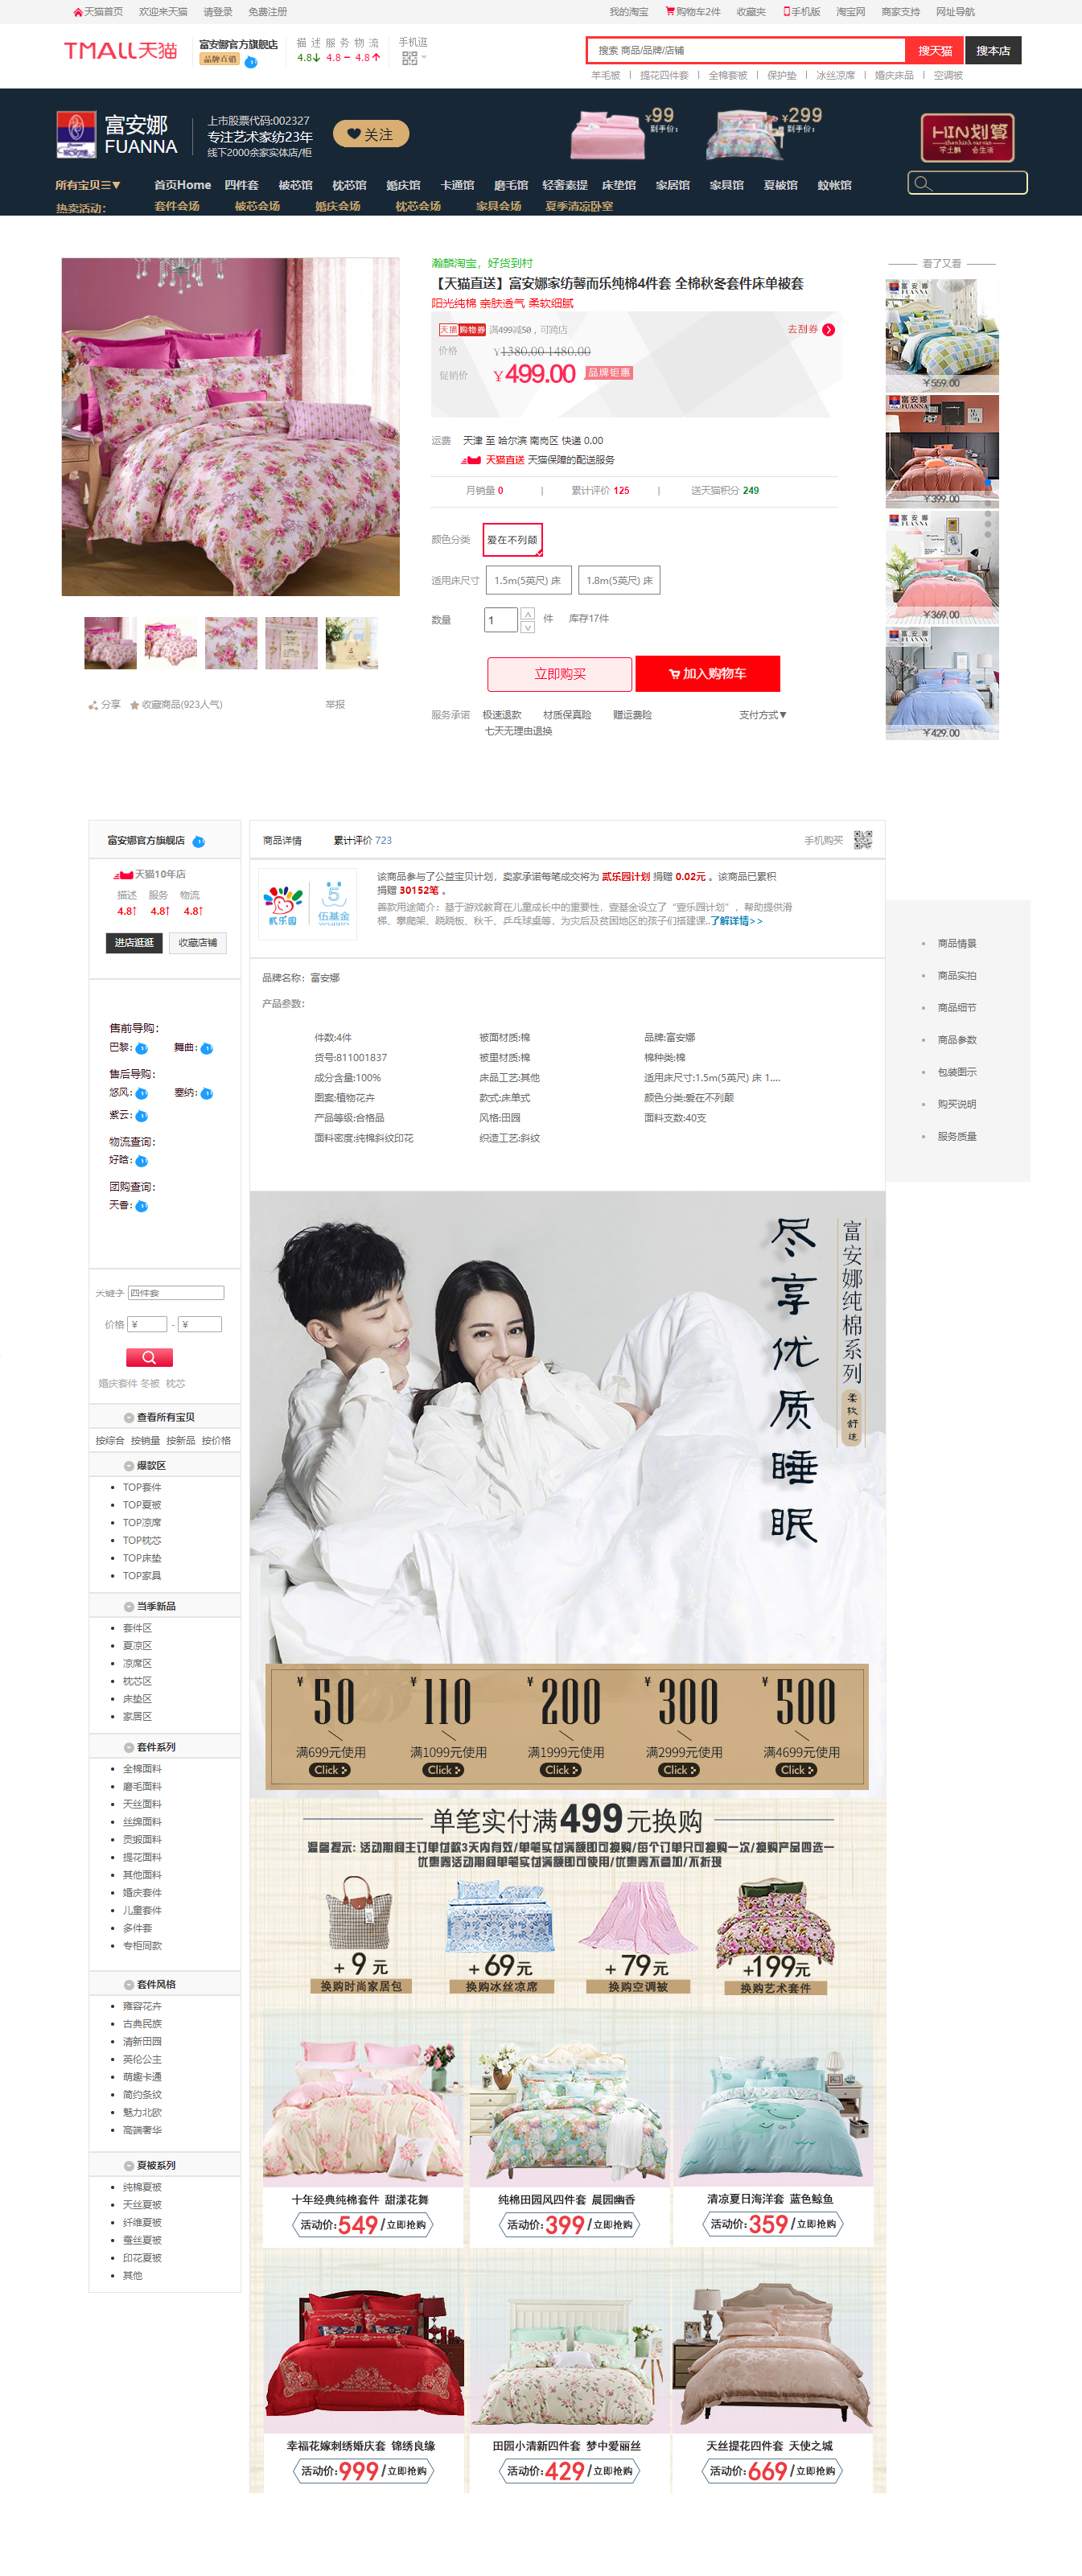 天猫首页 欢迎来天猫 请登录 免费注册 我的淘宝 购物车2件 收藏夹 手机版 淘宝网 商家支持 网址导航
TMALL天猫 富安娜官方旗舰店 描 述 服 务 物 流 手机逛
品牌直销 4.8 4.8 4.8
搜索 商品/品牌/店铺 搜天猫 搜本店
羊毛被 | 提花四件套 | 全棉套被 | 保护垫 | 冰丝凉席 | 婚庆床品 | 空调被
富安娜
FUANNA
上市股票代码:002327
专注艺术家纺23年
线下2000余家实体店/柜
关注
¥99
到手价:
¥299
到手价:
划算
所有宝贝☰▼ 首页Home 四件套 被芯馆 枕芯馆 婚庆馆 卡通馆 磨毛馆 轻奢素提 床垫馆 家居馆 家具馆 夏被馆 蚊帐馆
热卖活动: 套件会场 被芯会场 婚庆会场 枕芯会场 家具会场 夏季清凉卧室
瀚麟淘宝，好货到村
【天猫直送】富安娜家纺馨而乐纯棉4件套 全棉秋冬套件床单被套
阳光纯棉 亲肤透气 柔软细腻
天猫购物券 满499减50，可跨店 去刮券
价格 ¥1380.00-1480.00
促销价 ¥499.00 品牌钜惠
运费 天津 至 哈尔滨 南岗区 快递 0.00
天猫直送 天猫保障的配送服务
月销量 0 | 累计评价 125 | 送天猫积分 249
颜色分类 爱在不列颠
适用床尺寸 1.5m(5英尺) 床 1.8m(5英尺) 床
数量 1 件 库存17件
立即购买 加入购物车
服务承诺 极速退款 材质保真险 赠运费险 支付方式▼
七天无理由退换
分享 收藏商品(923人气) 举报
看了又看
富安娜 FUANNA
¥559.00
富安娜 FUANNA
¥399.00
富安娜 FUANNA
¥369.00
富安娜 FUANNA
¥429.00
富安娜官方旗舰店
天猫10年店
描述 服务 物流
4.8↑ 4.8↑ 4.8↑
进店逛逛 收藏店铺
售前导购：
巴黎: 舞曲:
售后导购：
悠风: 塞纳:
紫云:
物流查询：
好晗:
团购查询：
天香:
关键字 四件套
价格 ¥ - ¥
婚庆套件 冬被 枕芯
查看所有宝贝
按综合 按销量 按新品 按价格
爆款区
TOP套件
TOP夏被
TOP凉席
TOP枕芯
TOP床垫
TOP家具
当季新品
套件区
夏凉区
凉席区
枕芯区
床垫区
家居区
套件系列
全棉面料
磨毛面料
天丝面料
丝绵面料
贡缎面料
提花面料
其他面料
婚庆套件
儿童套件
多件套
专柜同款
套件风格
雍容花卉
古典民族
清新田园
英伦公主
萌趣卡通
简约条纹
魅力北欧
高端奢华
夏被系列
纯棉夏被
天丝夏被
纤维夏被
蚕丝夏被
印花夏被
其他
商品详情 累计评价 723 手机购买
贰乐园 伍基金
该商品参与了公益宝贝计划，卖家承诺每笔成交将为 贰乐园计划 捐赠 0.02元 。该商品已累积
捐赠 30152笔 。
善款用途简介：基于游戏教育在儿童成长中的重要性，壹基金设立了“壹乐园计划”，帮助提供滑
梯、攀爬架、跷跷板、秋千、乒乓球桌等，为灾后及贫困地区的孩子们搭建课..了解详情>>
品牌名称：富安娜
产品参数：
件数:4件 被面材质:棉 品牌:富安娜
货号:811001837 被里材质:棉 棉种类:棉
成分含量:100% 床品工艺:其他 适用床尺寸:1.5m(5英尺) 床 1....
图案:植物花卉 款式:床单式 颜色分类:爱在不列颠
产品等级:合格品 风格:田园 面料支数:40支
面料密度:纯棉斜纹印花 织造工艺:斜纹
商品情景
商品实拍
商品细节
商品参数
包装图示
购买说明
服务质量
尽享优质睡眠
富安娜纯棉系列
柔软舒适
¥50 ¥110 ¥200 ¥300 ¥500
满699元使用 满1099元使用 满1999元使用 满2999元使用 满4699元使用
Click Click Click Click Click
单笔实付满499元换购
温馨提示: 活动期间主订单付款3天内有效/单笔实付满额即可换购/每个订单只可换购一次/换购产品四选一
优惠券活动期间单笔实付满额即可使用/优惠券不叠加/不折现
+9元 +69元 +79元 +199元
换购时尚家居包 换购冰丝凉席 换购空调被 换购艺术套件
十年经典纯棉套件 甜漾花舞 纯棉田园风四件套 晨园幽香 清凉夏日海洋套 蓝色鲸鱼
活动价:549/立即抢购 活动价:399/立即抢购 活动价:359/立即抢购
幸福花嫁刺绣婚庆套 锦绣良缘 田园小清新四件套 梦中爱丽丝 天丝提花四件套 天使之城
活动价:999/立即抢购 活动价:429/立即抢购 活动价:669/立即抢购